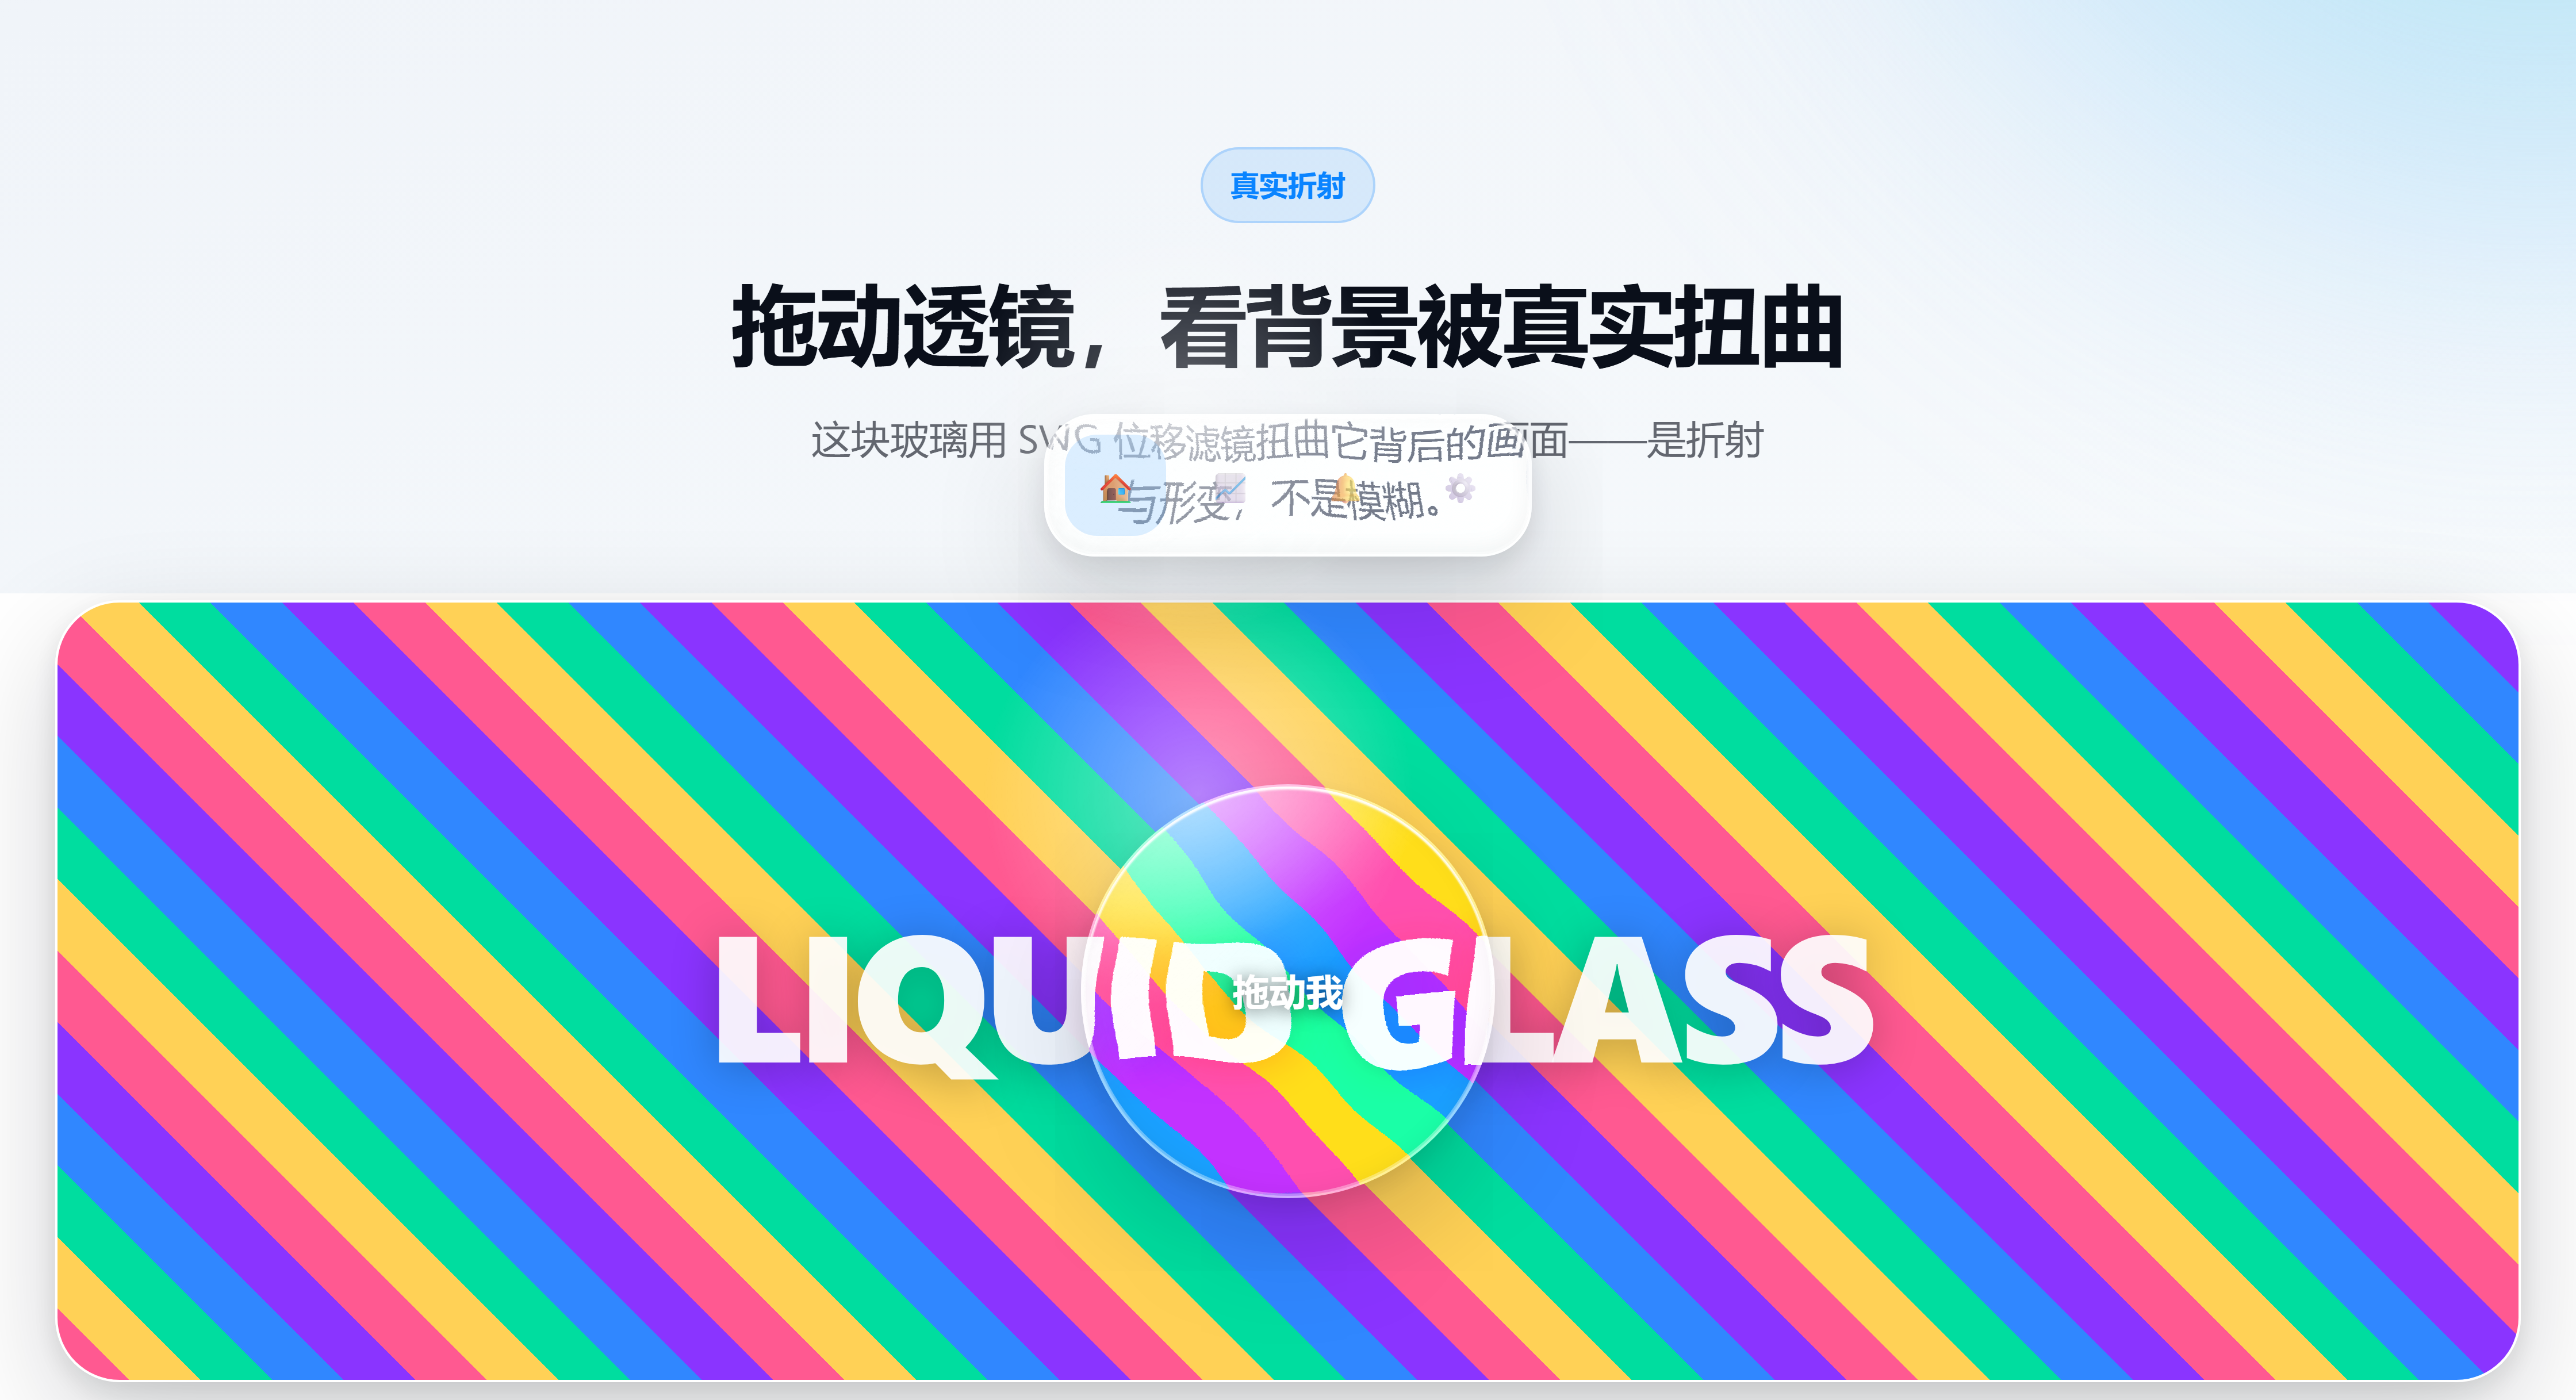 真实折射
拖动透镜，看背景被真实扭曲
这块玻璃用 SVG 位移滤镜扭曲它背后的画面——是折射
与形变，不是模糊。
LIQUID GLASS
拖动我